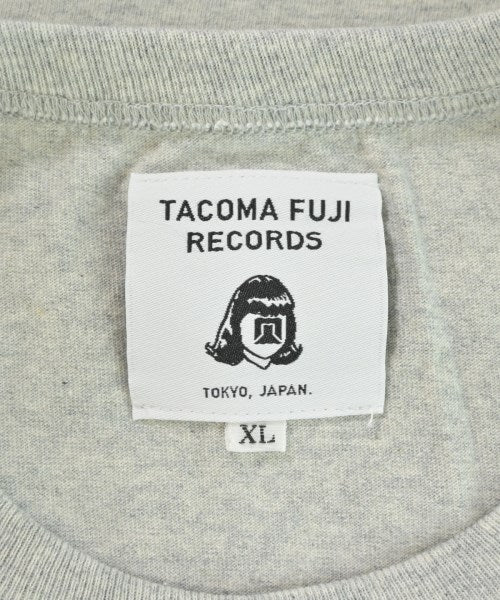 TACOMA FUJI
RECORDS
TOKYO, JAPAN.
XL